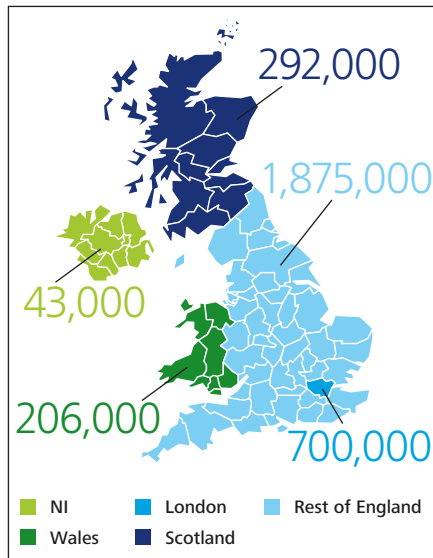 292,000
1,875,000
43,000
206,000
700,000
NI
London
Rest of England
Wales
Scotland